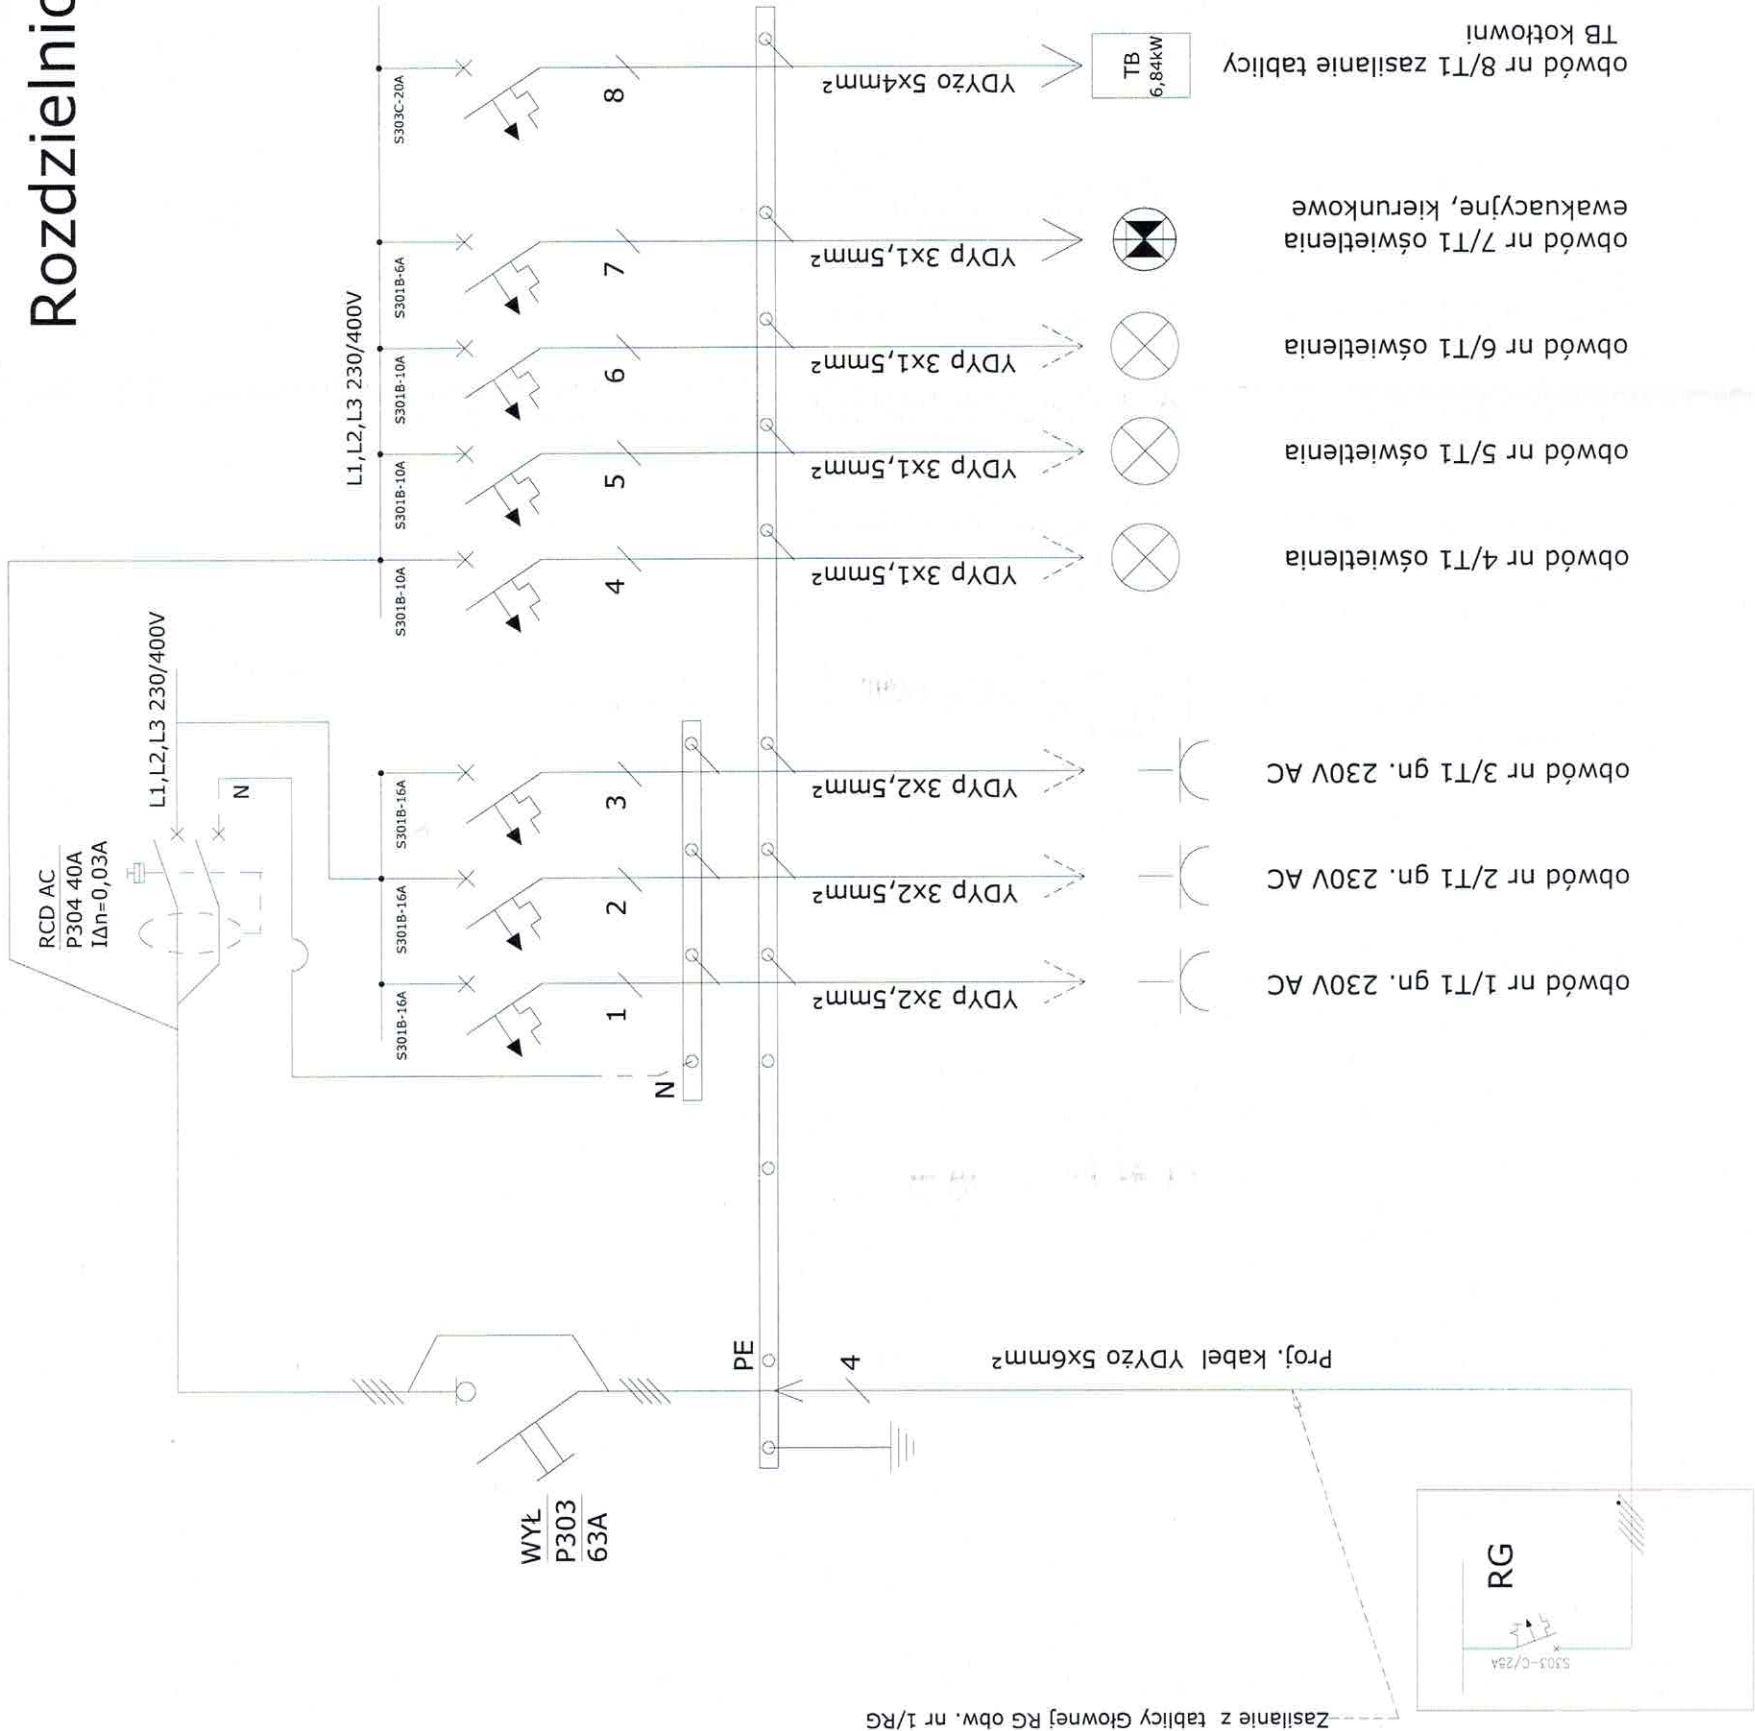 Rozdzielnic
RCD AC
P304 40A
IΔn=0,03A
L1,L2,L3 230/400V
N
L1,L2,L3 230/400V
S301B-16A
S301B-16A
S301B-16A
S301B-10A
S301B-10A
S301B-10A
S301B-6A
S303C-20A
1
2
3
4
5
6
7
8
N
PE
WYŁ
P303
63A
4
YDYp 3x2,5mm²
YDYp 3x2,5mm²
YDYp 3x2,5mm²
YDYp 3x1,5mm²
YDYp 3x1,5mm²
YDYp 3x1,5mm²
YDYp 3x1,5mm²
YDYżo 5x4mm²
Proj. kabel YDYżo 5x6mm²
TB
6,84kW
obwód nr 1/T1 gn. 230V AC
obwód nr 2/T1 gn. 230V AC
obwód nr 3/T1 gn. 230V AC
obwód nr 4/T1 oświetlenia
obwód nr 5/T1 oświetlenia
obwód nr 6/T1 oświetlenia
obwód nr 7/T1 oświetlenia
ewakuacyjne, kierunkowe
obwód nr 8/T1 zasilanie tablicy
TB kotłowni
RG
S303-C/25A
Zasilanie z tablicy Głownej RG obw. nr 1/RG